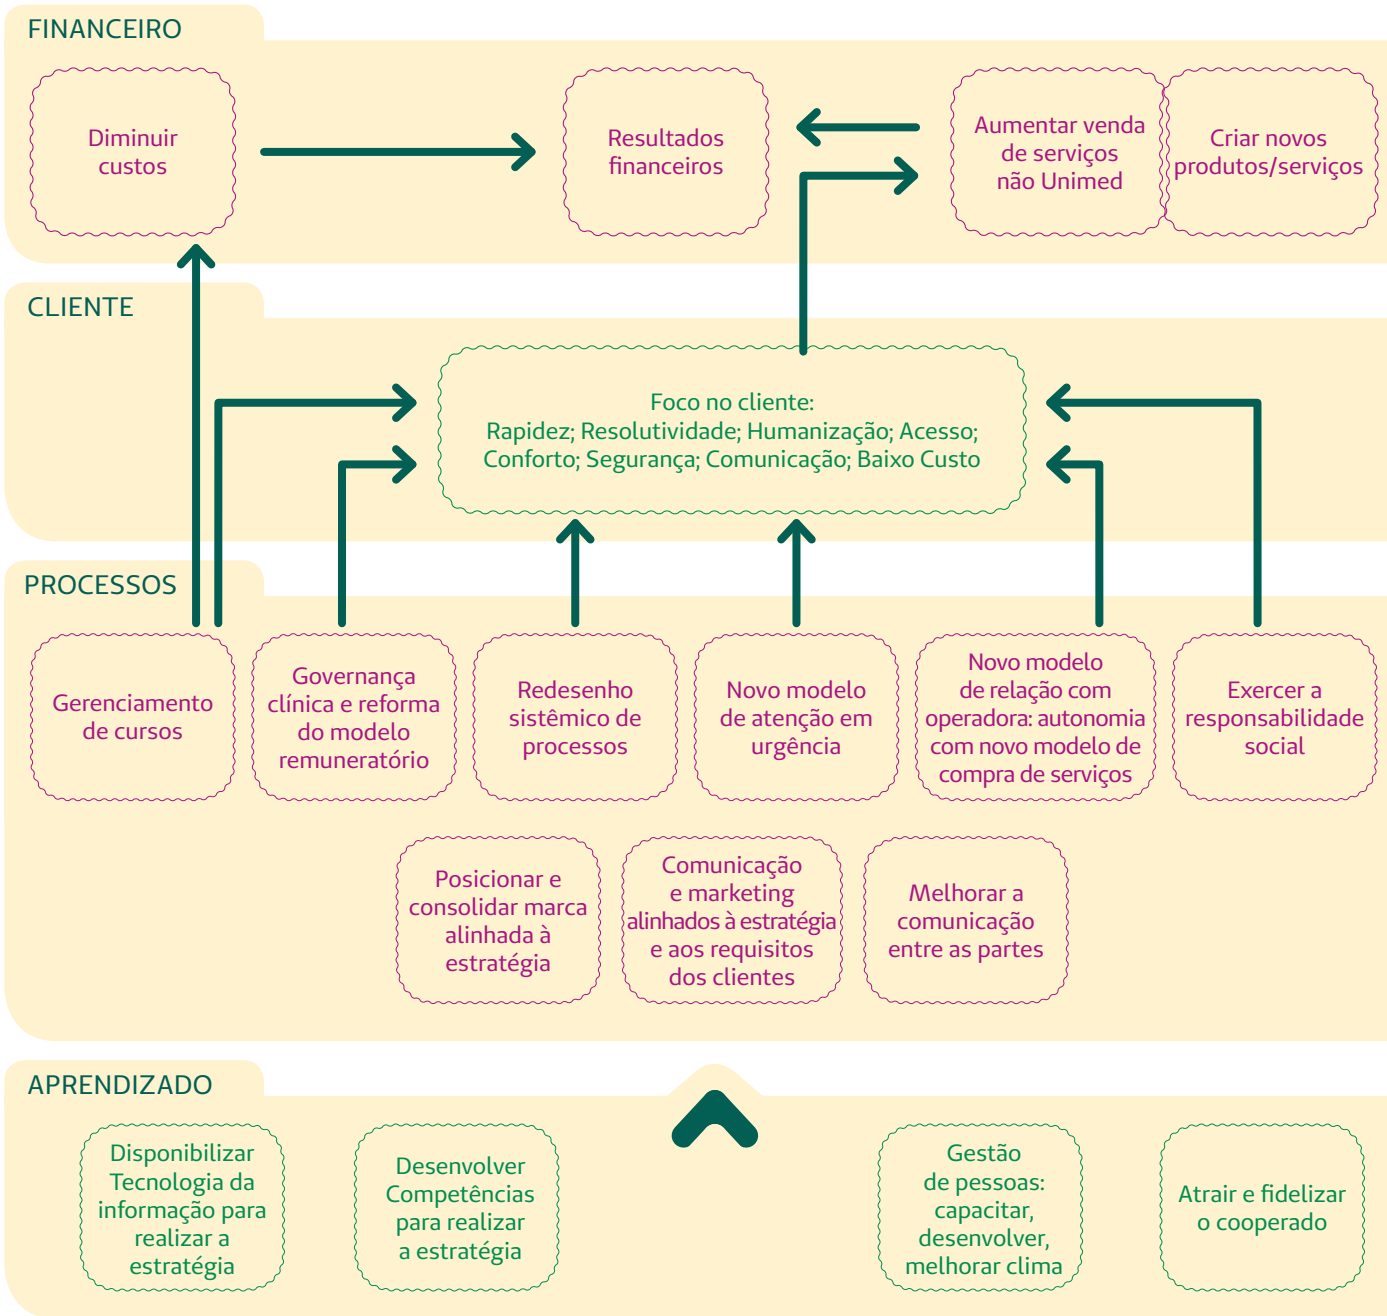 FINANCEIRO
Diminuir
custos
Resultados
financeiros
Aumentar venda
de serviços
não Unimed
Criar novos
produtos/serviços
CLIENTE
Foco no cliente:
Rapidez; Resolutividade; Humanização; Acesso;
Conforto; Segurança; Comunicação; Baixo Custo
PROCESSOS
Gerenciamento
de cursos
Governança
clínica e reforma
do modelo
remuneratório
Redesenho
sistêmico de
processos
Novo modelo
de atenção em
urgência
Novo modelo
de relação com
operadora: autonomia
com novo modelo de
compra de serviços
Exercer a
responsabilidade
social
Posicionar e
consolidar marca
alinhada à
estratégia
Comunicação
e marketing
alinhados à estratégia
e aos requisitos
dos clientes
Melhorar a
comunicação
entre as partes
APRENDIZADO
Disponibilizar
Tecnologia da
informação para
realizar a
estratégia
Desenvolver
Competências
para realizar
a estratégia
Gestão
de pessoas:
capacitar,
desenvolver,
melhorar clima
Atrair e fidelizar
o cooperado